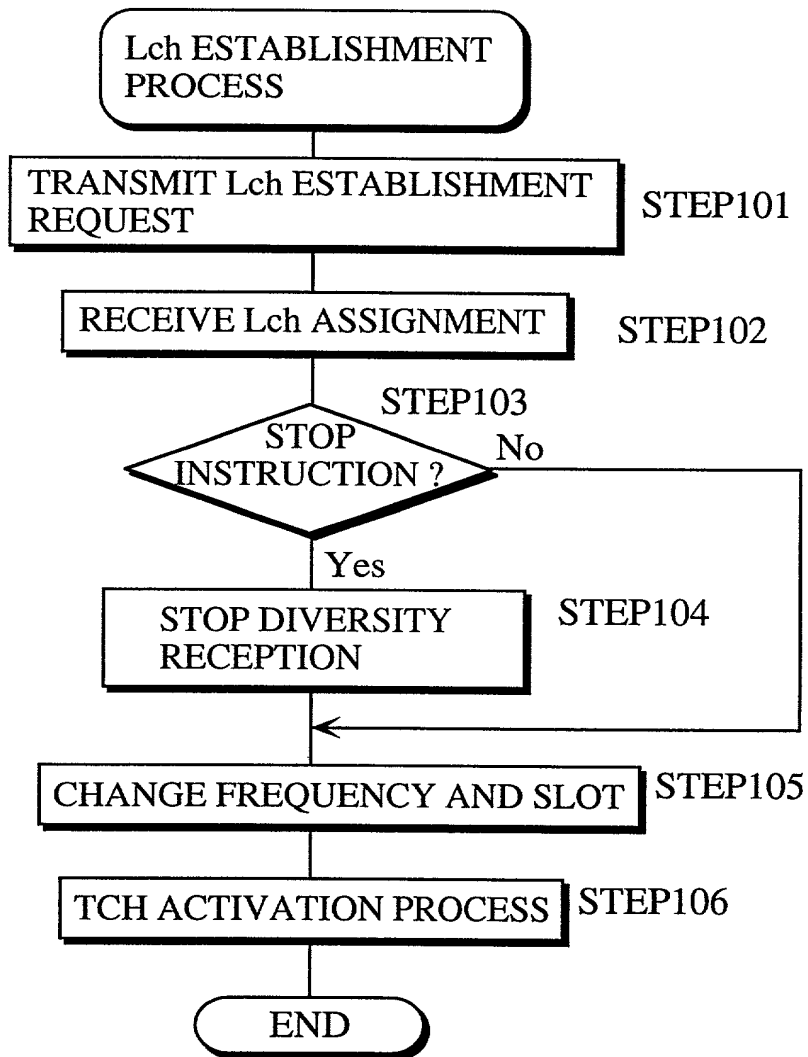 Lch ESTABLISHMENT
PROCESS
TRANSMIT Lch ESTABLISHMENT
REQUEST
STEP101
RECEIVE Lch ASSIGNMENT
STEP102
STEP103
STOP
INSTRUCTION ?
No
Yes
STOP DIVERSITY
RECEPTION
STEP104
CHANGE FREQUENCY AND SLOT
STEP105
TCH ACTIVATION PROCESS
STEP106
END